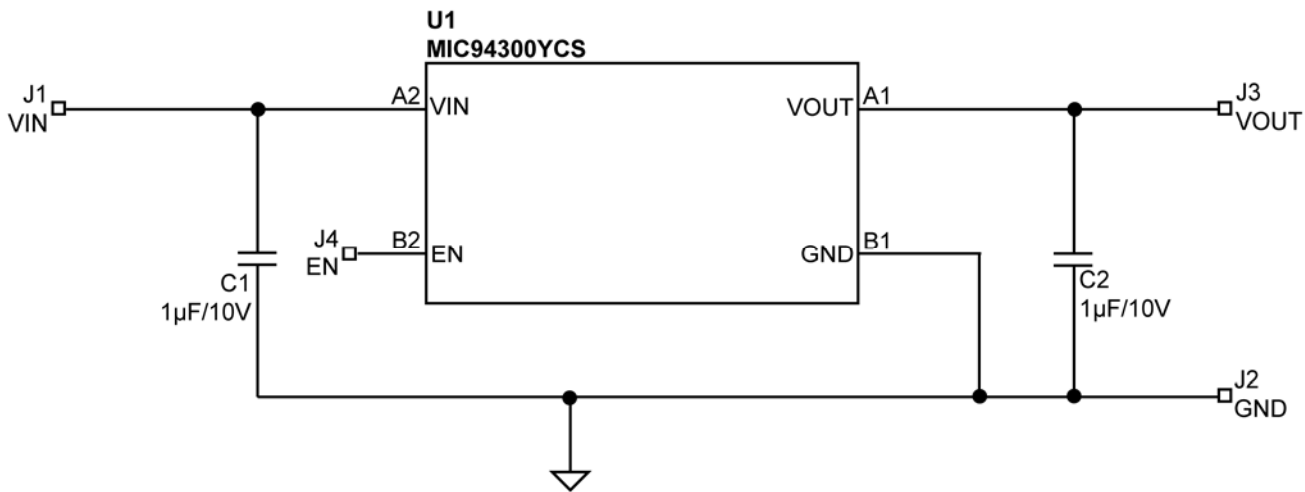 U1
MIC94300YCS
J1
VIN
A2
VIN
VOUT
A1
J3
VOUT
J4
EN
B2
EN
GND
B1
C1
1µF/10V
C2
1µF/10V
J2
GND